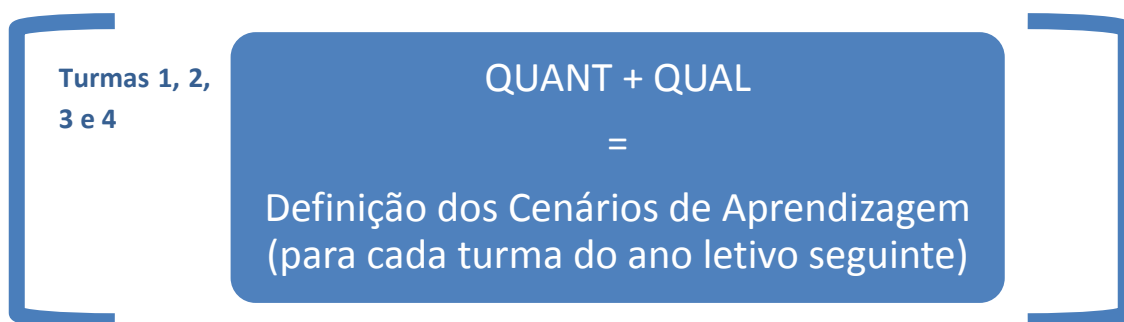 Turmas 1, 2,
3 e 4
QUANT + QUAL
=
Definição dos Cenários de Aprendizagem
(para cada turma do ano letivo seguinte)